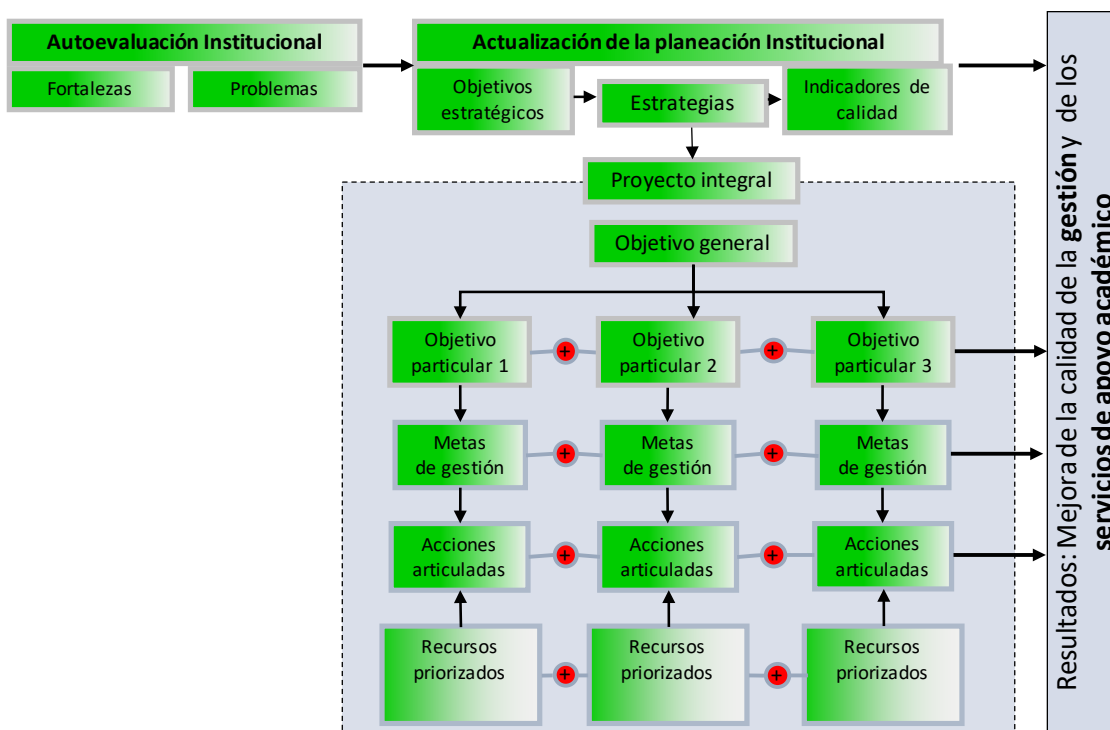 Autoevaluación Institucional
Fortalezas
Problemas
Actualización de la planeación Institucional
Objetivos
estratégicos
Estrategias
Indicadores de
calidad
Proyecto integral
Objetivo general
Objetivo
particular 1
+
Objetivo
particular 2
+
Objetivo
particular 3
Metas
de gestión
+
Metas
de gestión
+
Metas
de gestión
Acciones
articuladas
+
Acciones
articuladas
+
Acciones
articuladas
Recursos
priorizados
+
Recursos
priorizados
+
Recursos
priorizados
Resultados: Mejora de la calidad de la gestión y de los
servicios de apoyo académico